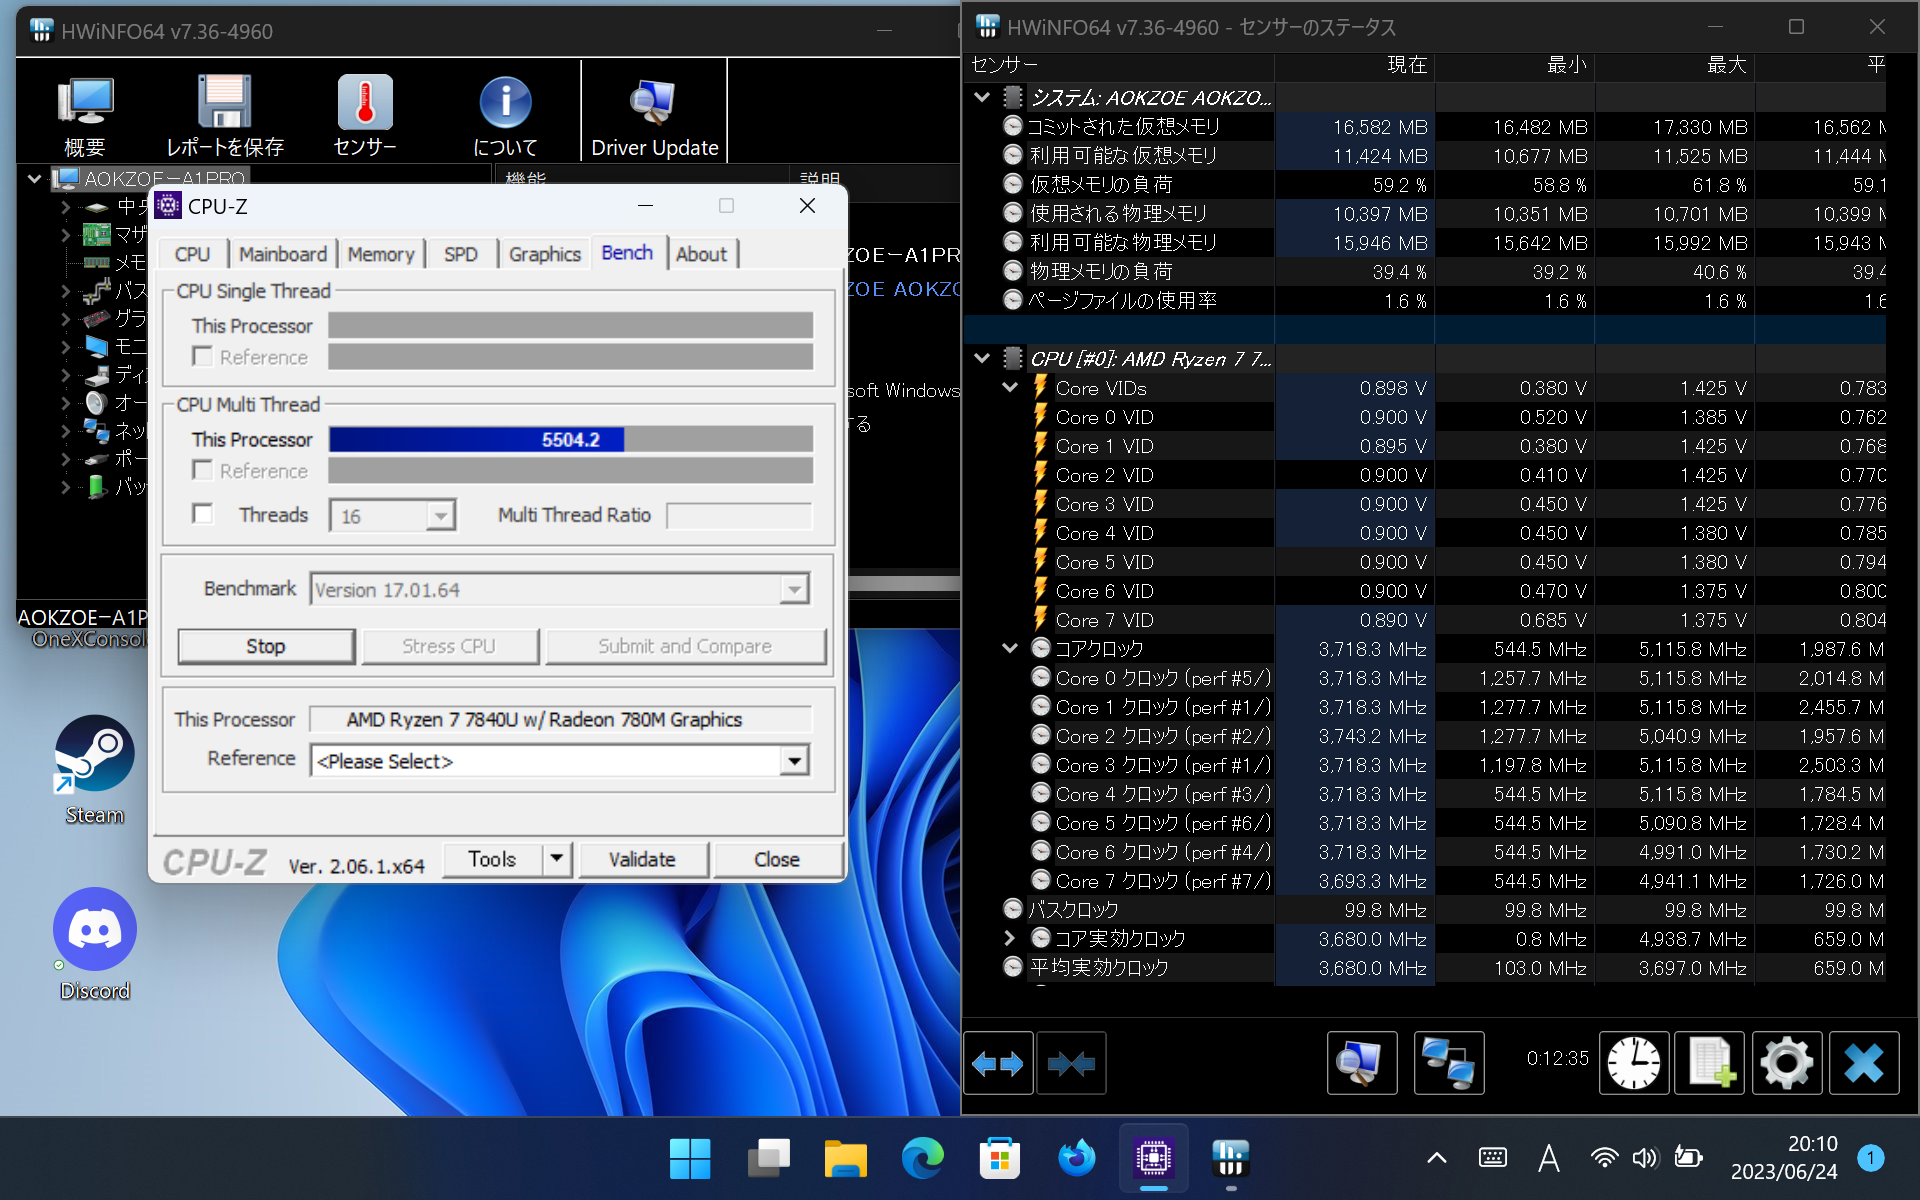 HWiNFO64 v7.36-4960
概要
レポートを保存
センサー
について
Driver Update
AOKZOE-A1PRO
機能
説明
中央
マザ
メモ
バス
グラ
モニ
ディ
オー
ネッ
ポー
バッ
ZOE-A1PR
ZOE AOKZO
soft Windows
する
AOKZOE-A1P
OneXConsol
Steam
Discord
CPU-Z
CPU
Mainboard
Memory
SPD
Graphics
Bench
About
CPU Single Thread
This Processor
Reference
CPU Multi Thread
This Processor 5504.2
Reference
Threads 16 Multi Thread Ratio
Benchmark Version 17.01.64
Stop Stress CPU Submit and Compare
This Processor AMD Ryzen 7 7840U w/ Radeon 780M Graphics
Reference <Please Select>
CPU-Z Ver. 2.06.1.x64 Tools Validate Close
HWiNFO64 v7.36-4960 - センサーのステータス
センサー 現在 最小 最大 平
システム: AOKZOE AOKZO...
コミットされた仮想メモリ 16,582 MB 16,482 MB 17,330 MB 16,562 M
利用可能な仮想メモリ 11,424 MB 10,677 MB 11,525 MB 11,444 M
仮想メモリの負荷 59.2 % 58.8 % 61.8 % 59.1
使用される物理メモリ 10,397 MB 10,351 MB 10,701 MB 10,399 M
利用可能な物理メモリ 15,946 MB 15,642 MB 15,992 MB 15,943 M
物理メモリの負荷 39.4 % 39.2 % 40.6 % 39.4
ページファイルの使用率 1.6 % 1.6 % 1.6 % 1.6
CPU [#0]: AMD Ryzen 7 7...
Core VIDs 0.898 V 0.380 V 1.425 V 0.783
Core 0 VID 0.900 V 0.520 V 1.385 V 0.762
Core 1 VID 0.895 V 0.380 V 1.425 V 0.768
Core 2 VID 0.900 V 0.410 V 1.425 V 0.770
Core 3 VID 0.900 V 0.450 V 1.425 V 0.776
Core 4 VID 0.900 V 0.450 V 1.380 V 0.785
Core 5 VID 0.900 V 0.450 V 1.380 V 0.794
Core 6 VID 0.900 V 0.470 V 1.375 V 0.800
Core 7 VID 0.890 V 0.685 V 1.375 V 0.804
コアクロック 3,718.3 MHz 544.5 MHz 5,115.8 MHz 1,987.6 M
Core 0 クロック (perf #5/) 3,718.3 MHz 1,257.7 MHz 5,115.8 MHz 2,014.8 M
Core 1 クロック (perf #1/) 3,718.3 MHz 1,277.7 MHz 5,115.8 MHz 2,455.7 M
Core 2 クロック (perf #2/) 3,743.2 MHz 1,277.7 MHz 5,040.9 MHz 1,957.6 M
Core 3 クロック (perf #1/) 3,718.3 MHz 1,197.8 MHz 5,115.8 MHz 2,503.3 M
Core 4 クロック (perf #3/) 3,718.3 MHz 544.5 MHz 5,115.8 MHz 1,784.5 M
Core 5 クロック (perf #6/) 3,718.3 MHz 544.5 MHz 5,090.8 MHz 1,728.4 M
Core 6 クロック (perf #4/) 3,718.3 MHz 544.5 MHz 4,991.0 MHz 1,730.2 M
Core 7 クロック (perf #7/) 3,693.3 MHz 544.5 MHz 4,941.1 MHz 1,726.0 M
バスクロック 99.8 MHz 99.8 MHz 99.8 MHz 99.8 M
コア実効クロック 3,680.0 MHz 0.8 MHz 4,938.7 MHz 659.0 M
平均実効クロック 3,680.0 MHz 103.0 MHz 3,697.0 MHz 659.0 M
0:12:35
A
20:10
2023/06/24
1